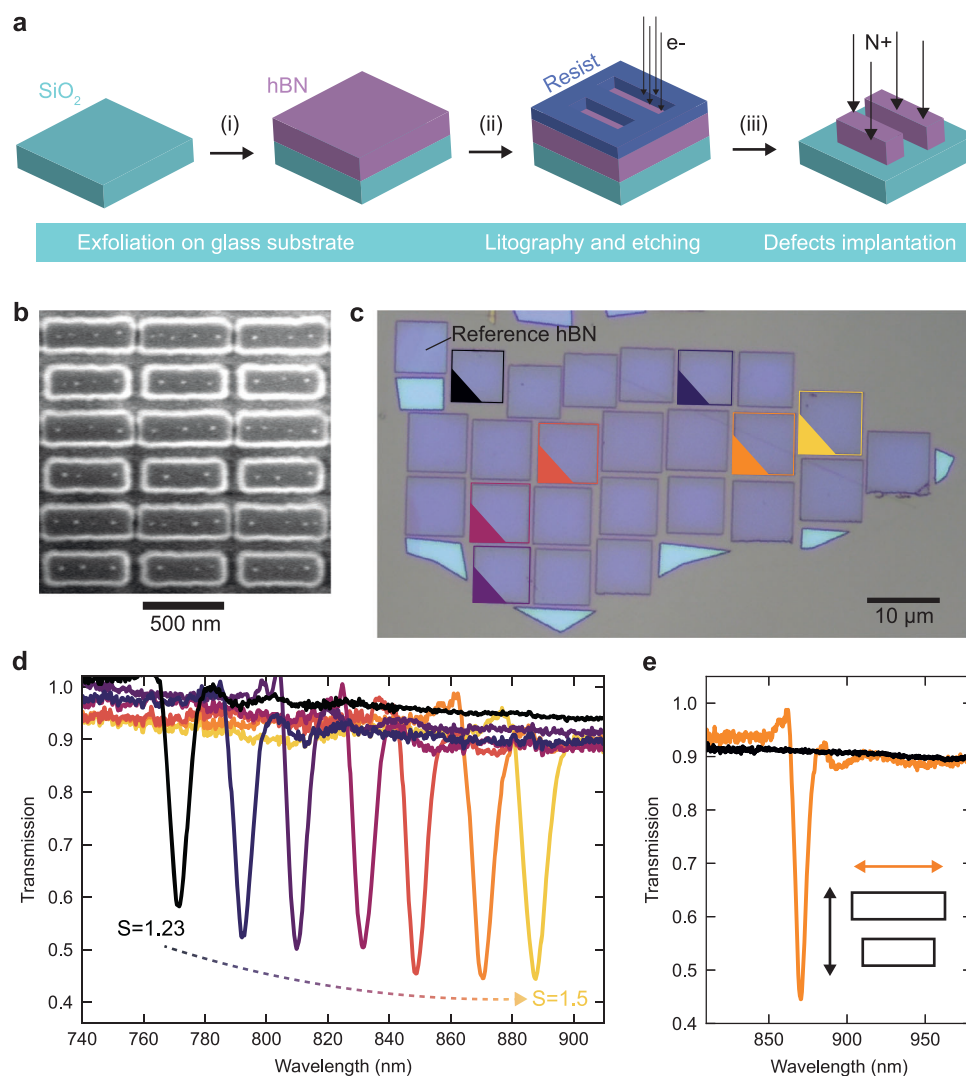 a
SiO2
hBN
Resist
e-
N+
(i)
(ii)
(iii)
Exfoliation on glass substrate
Litography and etching
Defects implantation
b
500 nm
c
Reference hBN
10 μm
d
1.0
0.9
0.8
0.7
0.6
0.5
0.4
Transmission
S=1.23
S=1.5
740 760 780 800 820 840 860 880 900
Wavelength (nm)
e
1.0
0.9
0.8
0.7
0.6
0.5
0.4
Transmission
850 900 950
Wavelength (nm)